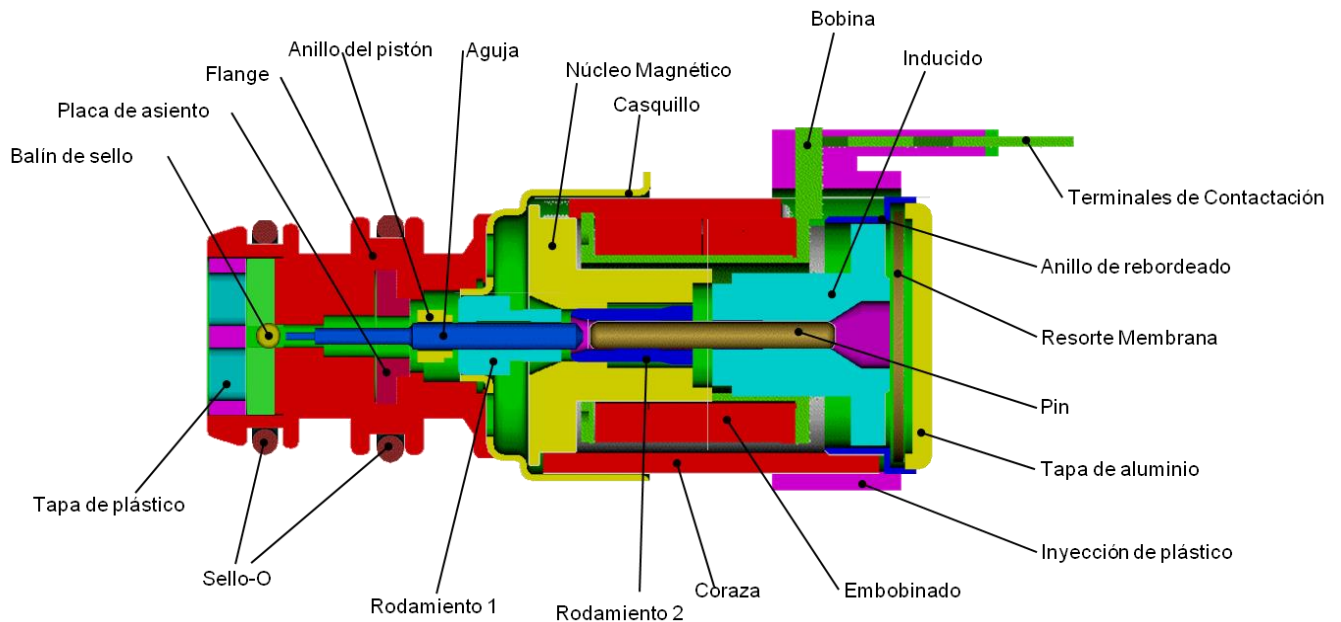 Bobina
Anillo del pistón
Aguja
Inducido
Núcleo Magnético
Flange
Casquillo
Placa de asiento
Balín de sello
Terminales de Contactación
Anillo de rebordeado
Resorte Membrana
Pin
Tapa de aluminio
Tapa de plástico
Inyección de plástico
Sello-O
Coraza
Embobinado
Rodamiento 1
Rodamiento 2